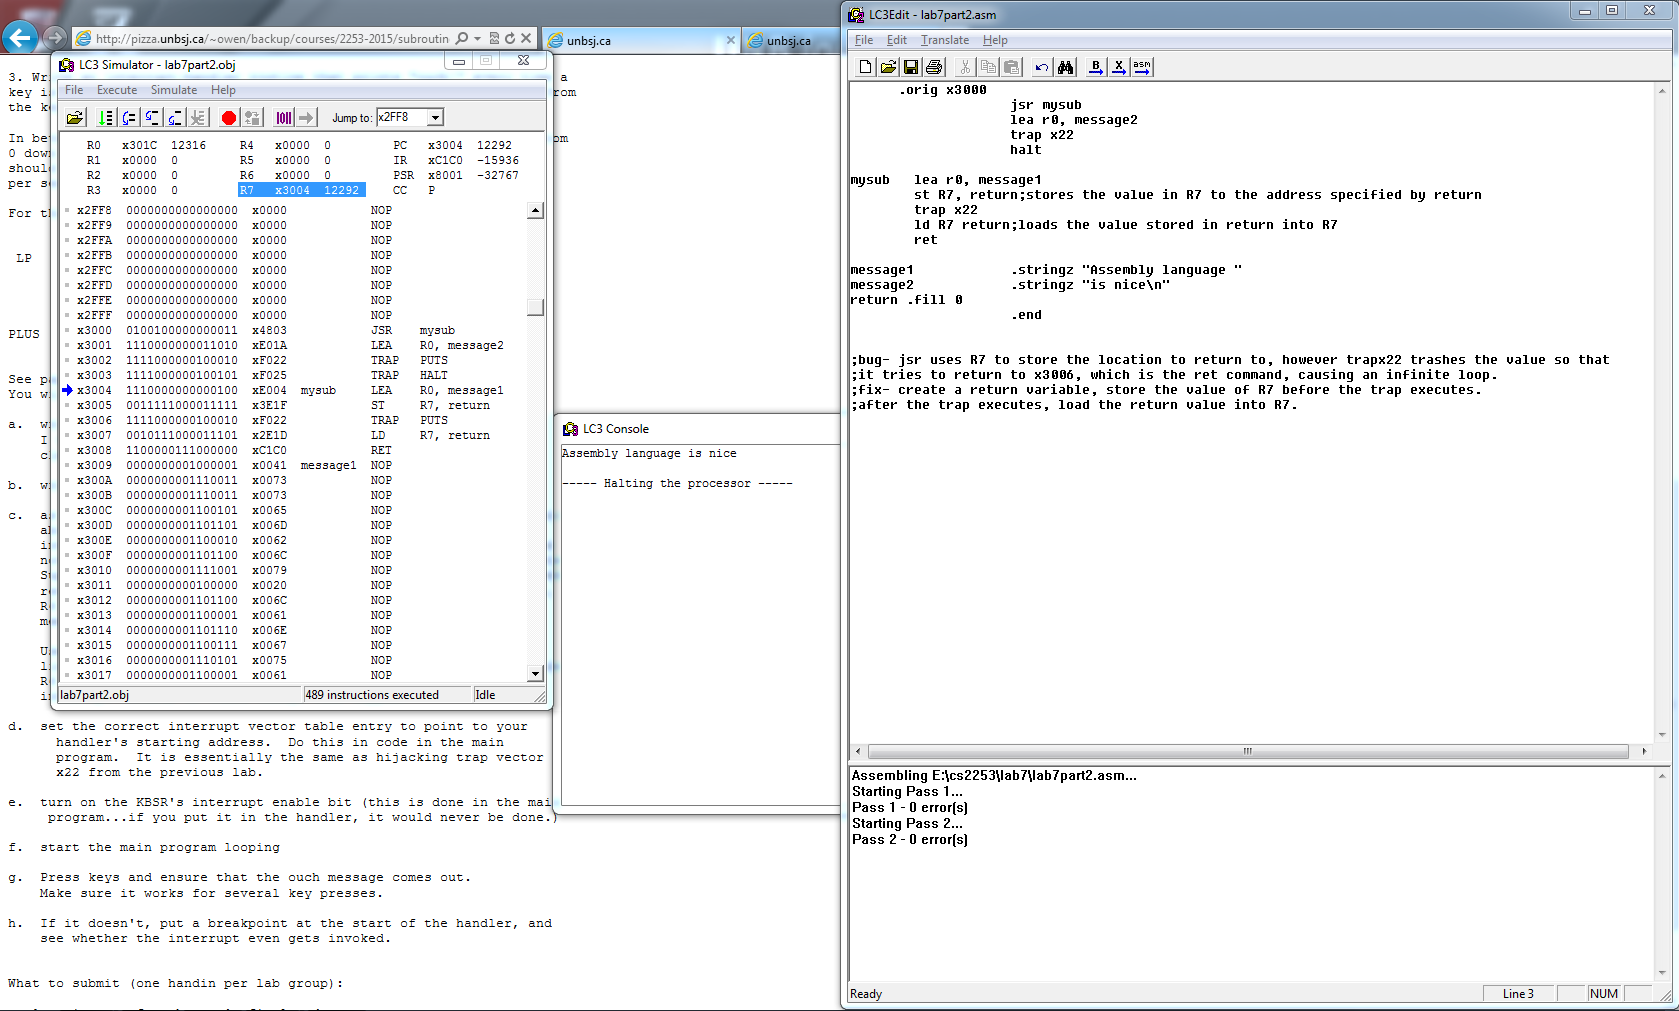 http://pizza.unbsj.ca/~owen/backup/courses/2253-2015/subroutin
unbsj.ca
unbsj.ca
3. Wri
key i
the k
In be
0 down
shoul
per s
For th
LP
PLUS
See pa
You w
a. w
I
c
b. w
c. a
a
in
n
S
r
R
m
U
l
R
i
a
om
om
d. set the correct interrupt vector table entry to point to your
handler's starting address. Do this in code in the main
program. It is essentially the same as hijacking trap vector
x22 from the previous lab.
e. turn on the KBSR's interrupt enable bit (this is done in the mai
program...if you put it in the handler, it would never be done.)
f. start the main program looping
g. Press keys and ensure that the ouch message comes out.
Make sure it works for several key presses.
h. If it doesn't, put a breakpoint at the start of the handler, and
see whether the interrupt even gets invoked.
What to submit (one handin per lab group):
LC3 Simulator - lab7part2.obj
File Execute Simulate Help
Jump to: x2FF8
R0 x301C 12316 R4 x0000 0 PC x3004 12292
R1 x0000 0 R5 x0000 0 IR xC1C0 -15936
R2 x0000 0 R6 x0000 0 PSR x8001 -32767
R3 x0000 0 R7 x3004 12292 CC P
x2FF8 0000000000000000 x0000 NOP
x2FF9 0000000000000000 x0000 NOP
x2FFA 0000000000000000 x0000 NOP
x2FFB 0000000000000000 x0000 NOP
x2FFC 0000000000000000 x0000 NOP
x2FFD 0000000000000000 x0000 NOP
x2FFE 0000000000000000 x0000 NOP
x2FFF 0000000000000000 x0000 NOP
x3000 0100100000000011 x4803 JSR mysub
x3001 1110000000011010 xE01A LEA R0, message2
x3002 1111000000100010 xF022 TRAP PUTS
x3003 1111000000100101 xF025 TRAP HALT
x3004 1110000000000100 xE004 mysub LEA R0, message1
x3005 0011111000011111 x3E1F ST R7, return
x3006 1111000000100010 xF022 TRAP PUTS
x3007 0010111000011101 x2E1D LD R7, return
x3008 1100000111000000 xC1C0 RET
x3009 0000000001000001 x0041 message1 NOP
x300A 0000000001110011 x0073 NOP
x300B 0000000001110011 x0073 NOP
x300C 0000000001100101 x0065 NOP
x300D 0000000001101101 x006D NOP
x300E 0000000001100010 x0062 NOP
x300F 0000000001101100 x006C NOP
x3010 0000000001111001 x0079 NOP
x3011 0000000000100000 x0020 NOP
x3012 0000000001101100 x006C NOP
x3013 0000000001100001 x0061 NOP
x3014 0000000001101110 x006E NOP
x3015 0000000001100111 x0067 NOP
x3016 0000000001110101 x0075 NOP
x3017 0000000001100001 x0061 NOP
lab7part2.obj 489 instructions executed Idle
LC3 Console
Assembly language is nice
----- Halting the processor -----
LC3Edit - lab7part2.asm
File Edit Translate Help
B X asm
.orig x3000
jsr mysub
lea r0, message2
trap x22
halt
mysub lea r0, message1
st R7, return;stores the value in R7 to the address specified by return
trap x22
ld R7 return;loads the value stored in return into R7
ret
message1 .stringz "Assembly language "
message2 .stringz "is nice\n"
return .fill 0
.end
;bug- jsr uses R7 to store the location to return to, however trapx22 trashes the value so that
;it tries to return to x3006, which is the ret command, causing an infinite loop.
;fix- create a return variable, store the value of R7 before the trap executes.
;after the trap executes, load the return value into R7.
Assembling E:\cs2253\lab7\lab7part2.asm...
Starting Pass 1...
Pass 1 - 0 error(s)
Starting Pass 2...
Pass 2 - 0 error(s)
Ready Line 3 NUM